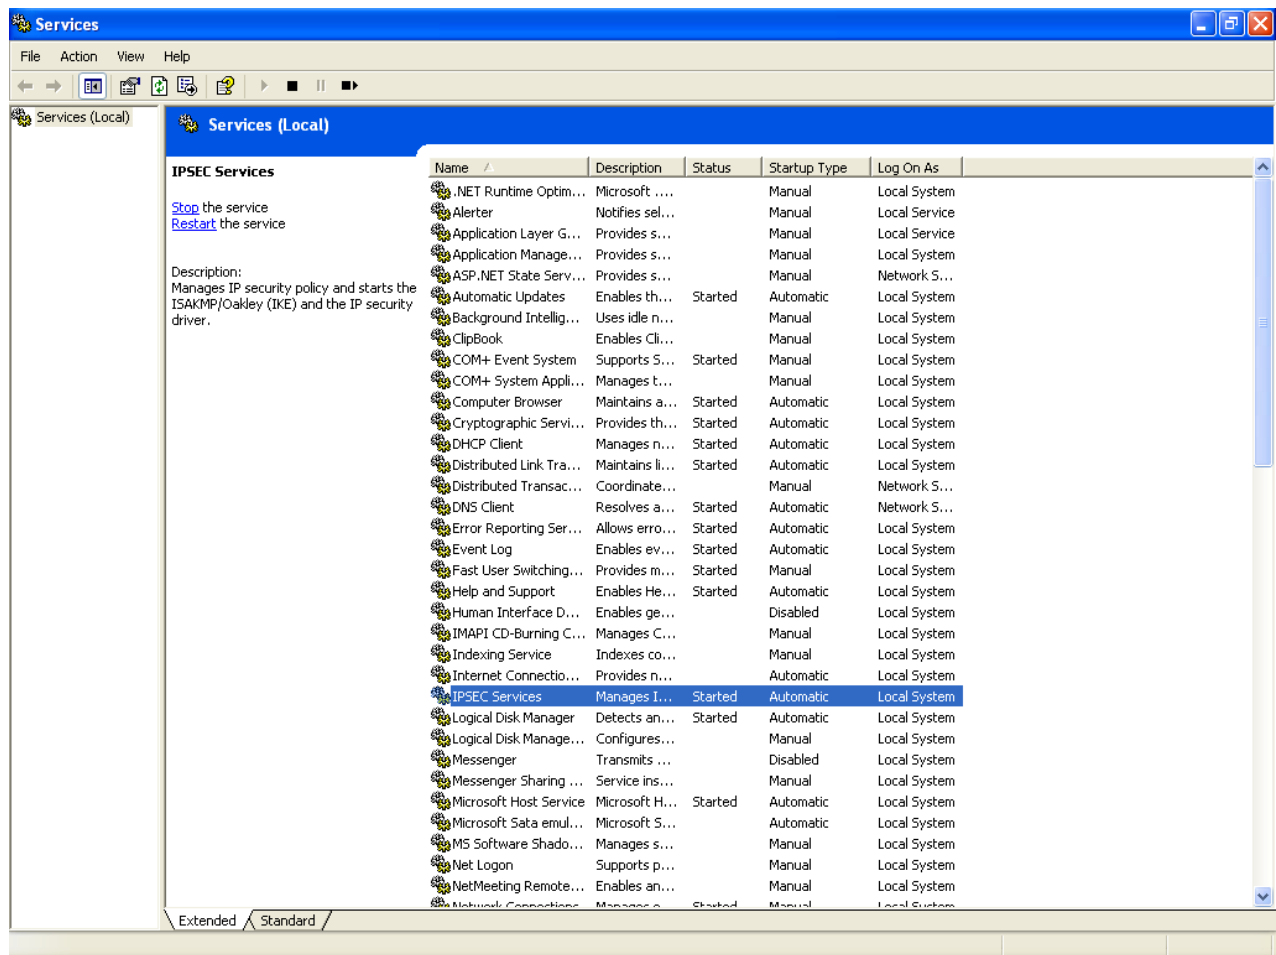 Services
File Action View Help
Services (Local)
Services (Local)
IPSEC Services
Stop the service
Restart the service
Description:
Manages IP security policy and starts the
ISAKMP/Oakley (IKE) and the IP security
driver.
Name Description Status Startup Type Log On As
.NET Runtime Optim... Microsoft .... Manual Local System
Alerter Notifies sel... Manual Local Service
Application Layer G... Provides s... Manual Local Service
Application Manage... Provides s... Manual Local System
ASP.NET State Serv... Provides s... Manual Network S...
Automatic Updates Enables th... Started Automatic Local System
Background Intellig... Uses idle n... Manual Local System
ClipBook Enables Cli... Manual Local System
COM+ Event System Supports S... Started Manual Local System
COM+ System Appli... Manages t... Manual Local System
Computer Browser Maintains a... Started Automatic Local System
Cryptographic Servi... Provides th... Started Automatic Local System
DHCP Client Manages n... Started Automatic Local System
Distributed Link Tra... Maintains li... Started Automatic Local System
Distributed Transac... Coordinate... Manual Network S...
DNS Client Resolves a... Started Automatic Network S...
Error Reporting Ser... Allows erro... Started Automatic Local System
Event Log Enables ev... Started Automatic Local System
Fast User Switching... Provides m... Started Manual Local System
Help and Support Enables He... Started Automatic Local System
Human Interface D... Enables ge... Disabled Local System
IMAPI CD-Burning C... Manages C... Manual Local System
Indexing Service Indexes co... Manual Local System
Internet Connectio... Provides n... Automatic Local System
IPSEC Services Manages I... Started Automatic Local System
Logical Disk Manager Detects an... Started Automatic Local System
Logical Disk Manage... Configures... Manual Local System
Messenger Transmits ... Disabled Local System
Messenger Sharing ... Service ins... Manual Local System
Microsoft Host Service Microsoft H... Started Automatic Local System
Microsoft Sata emul... Microsoft S... Automatic Local System
MS Software Shado... Manages s... Manual Local System
Net Logon Supports p... Manual Local System
NetMeeting Remote... Enables an... Manual Local System
Network Connections Manages o... Started Manual Local System
Extended Standard